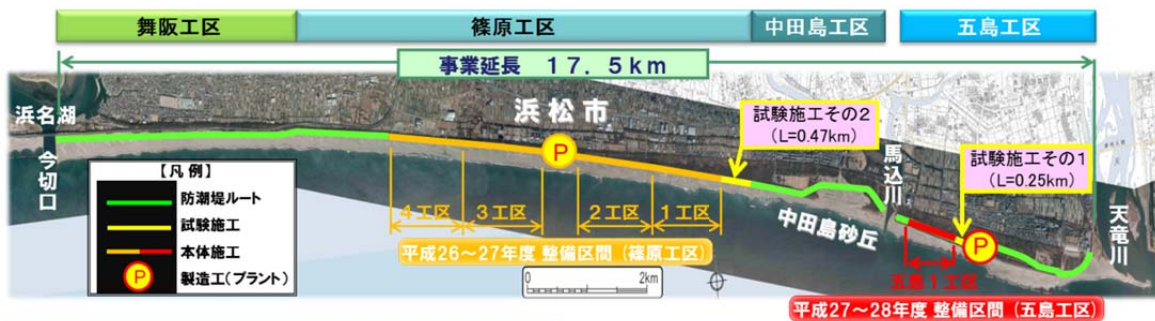 舞阪工区
篠原工区
中田島工区
五島工区
事業延長 17.5km
浜名湖
今切口
浜松市
試験施工その2
(L=0.47km)
馬込川
試験施工その1
(L=0.25km)
天竜川
中田島砂丘
【凡例】
防潮堤ルート
試験施工
本体施工
P 製造工(プラント)
P
P
4工区
3工区
2工区
1工区
平成26～27年度 整備区間(篠原工区)
0 2km
五島1工区
平成27～28年度 整備区間(五島工区)